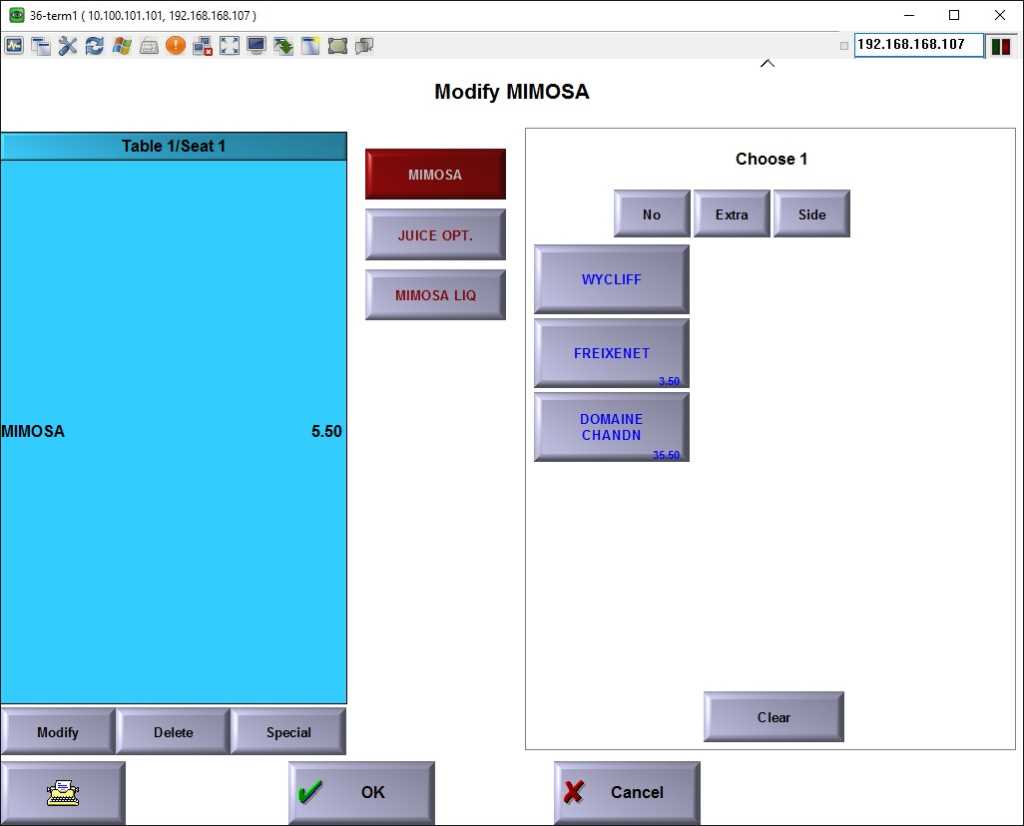 36-term1 ( 10.100.101.101, 192.168.168.107 )
192.168.168.107
Modify MIMOSA
Table 1/Seat 1
MIMOSA 5.50
Modify
Delete
Special
MIMOSA
JUICE OPT.
MIMOSA LIQ
Choose 1
No
Extra
Side
WYCLIFF
FREIXENET
3.50
DOMAINE
CHANDN
35.50
Clear
OK
Cancel